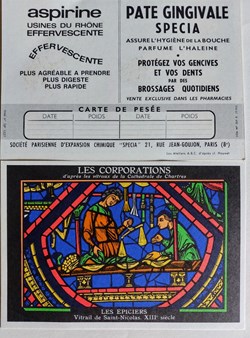 aspirine
USINES DU RHÔNE
EFFERVESCENTE
EFFERVESCENTE
PLUS AGRÉABLE A PRENDRE
PLUS DIGESTE
PLUS RAPIDE
PATE GINGIVALE
SPECIA
ASSURE L'HYGIÈNE DE LA BOUCHE
PARFUME L'HALEINE
PROTÉGEZ VOS GENCIVES
ET VOS DENTS
PAR DES
BROSSAGES QUOTIDIENS
VENTE EXCLUSIVE DANS LES PHARMACIES
CARTE DE PESÉE
DATE POIDS DATE POIDS
SOCIÉTÉ PARISIENNE D'EXPANSION CHIMIQUE "SPECIA" 21, RUE JEAN-GOUJON, PARIS (8e)
LES CORPORATIONS
d'après les vitraux de la Cathédrale de Chartres
LES ÉPICIERS
Vitrail de Saint-Nicolas. XIIIe siècle